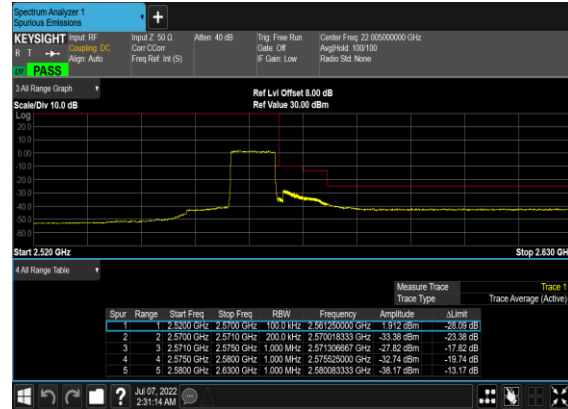 Spectrum Analyzer 1
Spurious Emissions
KEYSIGHT Input: RF Input Z: 50 Ω Atten: 40 dB Trig: Free Run Center Freq: 22.005000000 GHz
R T Coupling: DC Corr CCorr Gate: Off Avg|Hold: 100/100
Align: Auto Freq Ref: Int (S) IF Gain: Low Radio Std: None
PASS
3 All Range Graph
Ref Lvl Offset 8.00 dB
Scale/Div 10.0 dB Ref Value 30.00 dBm
Log
20.0
10.0
0.00
-10.0
-20.0
-30.0
-40.0
-50.0
-60.0
Start 2.520 GHz Stop 2.630 GH
4 All Range Table
Measure Trace Trace 1
Trace Type Trace Average (Active)
Spur Range Start Freq Stop Freq RBW Frequency Amplitude ΔLimit
1 1 2.5200 GHz 2.5700 GHz 100.0 kHz 2.561250000 GHz 1.912 dBm -28.09 dB
2 2 2.5700 GHz 2.5710 GHz 200.0 kHz 2.570018333 GHz -33.38 dBm -23.38 dB
3 3 2.5710 GHz 2.5750 GHz 1.000 MHz 2.571306667 GHz -27.82 dBm -17.82 dB
4 4 2.5750 GHz 2.5800 GHz 1.000 MHz 2.575525000 GHz -32.74 dBm -19.74 dB
5 5 2.5800 GHz 2.6300 GHz 1.000 MHz 2.580083333 GHz -38.17 dBm -13.17 dB
?
Jul 07, 2022
2:31:14 AM